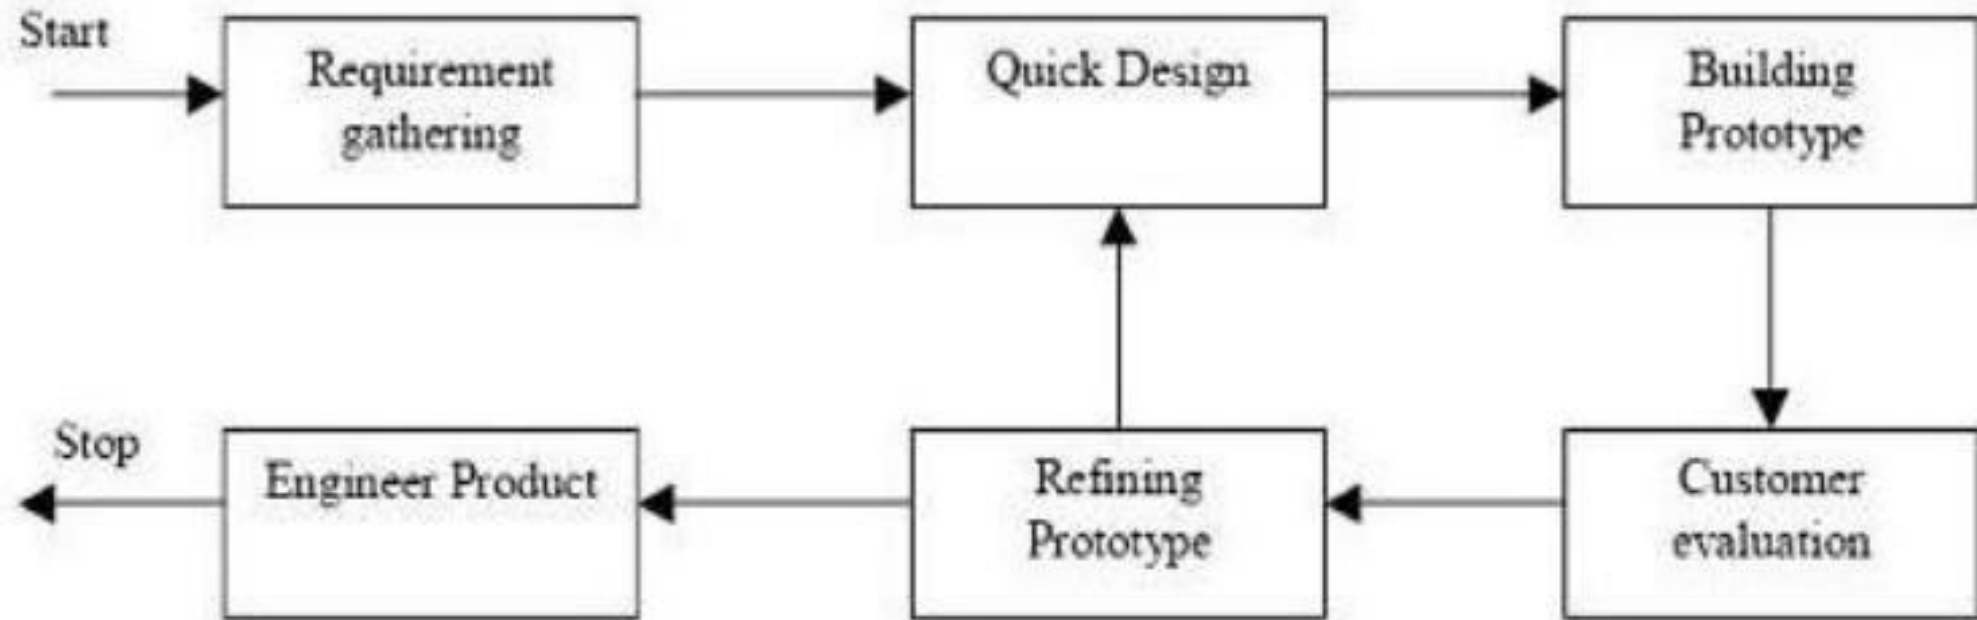 Start
Requirement
gathering
Quick Design
Building
Prototype
Stop
Engineer Product
Refining
Prototype
Customer
evaluation